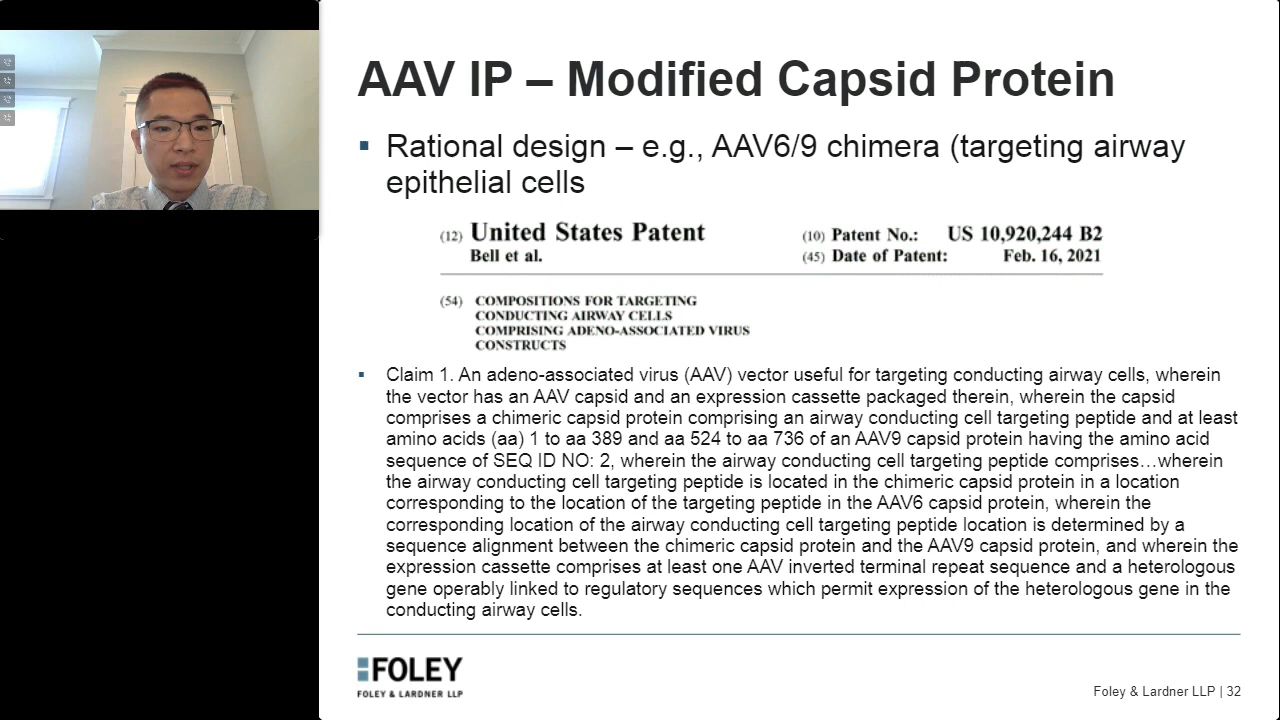 AAV IP – Modified Capsid Protein
▪ Rational design – e.g., AAV6/9 chimera (targeting airway
epithelial cells
(12) United States Patent
Bell et al.
(10) Patent No.: US 10,920,244 B2
(45) Date of Patent: Feb. 16, 2021
(54) COMPOSITIONS FOR TARGETING
CONDUCTING AIRWAY CELLS
COMPRISING ADENO-ASSOCIATED VIRUS
CONSTRUCTS
▪ Claim 1. An adeno-associated virus (AAV) vector useful for targeting conducting airway cells, wherein
the vector has an AAV capsid and an expression cassette packaged therein, wherein the capsid
comprises a chimeric capsid protein comprising an airway conducting cell targeting peptide and at least
amino acids (aa) 1 to aa 389 and aa 524 to aa 736 of an AAV9 capsid protein having the amino acid
sequence of SEQ ID NO: 2, wherein the airway conducting cell targeting peptide comprises…wherein
the airway conducting cell targeting peptide is located in the chimeric capsid protein in a location
corresponding to the location of the targeting peptide in the AAV6 capsid protein, wherein the
corresponding location of the airway conducting cell targeting peptide location is determined by a
sequence alignment between the chimeric capsid protein and the AAV9 capsid protein, and wherein the
expression cassette comprises at least one AAV inverted terminal repeat sequence and a heterologous
gene operably linked to regulatory sequences which permit expression of the heterologous gene in the
conducting airway cells.
FOLEY
FOLEY & LARDNER LLP
Foley & Lardner LLP | 32